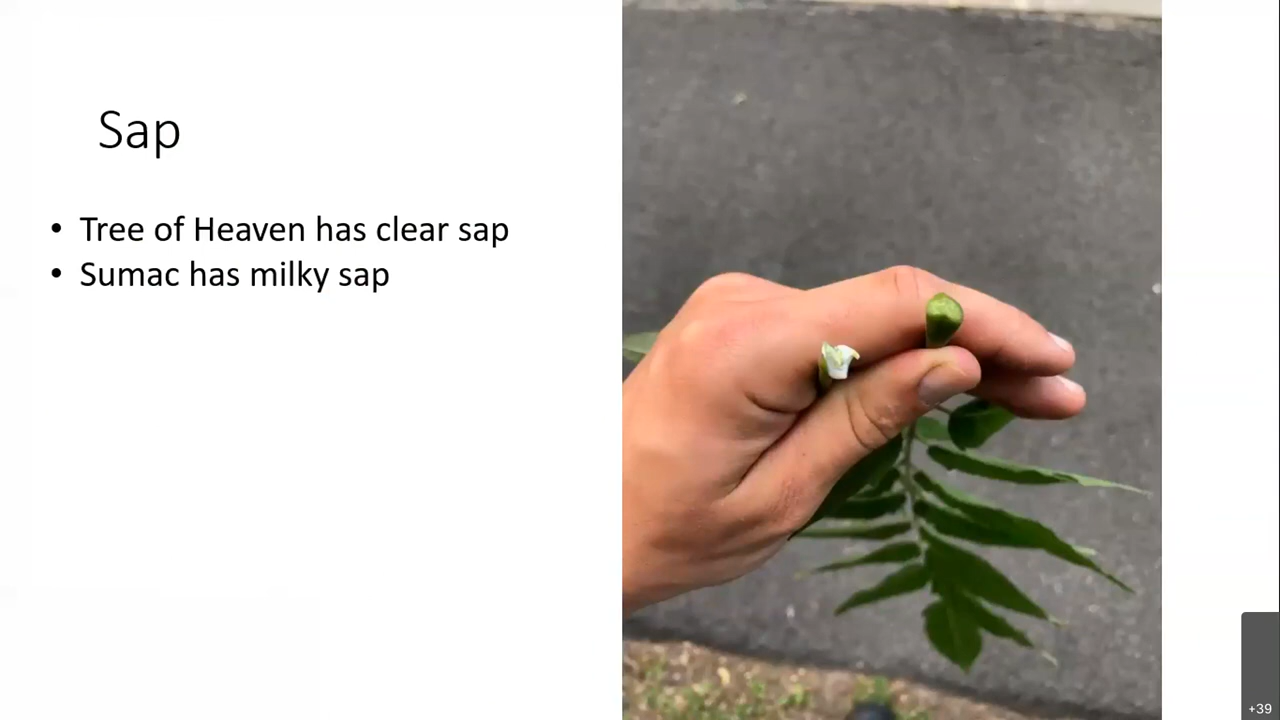 Sap
• Tree of Heaven has clear sap
• Sumac has milky sap
+39